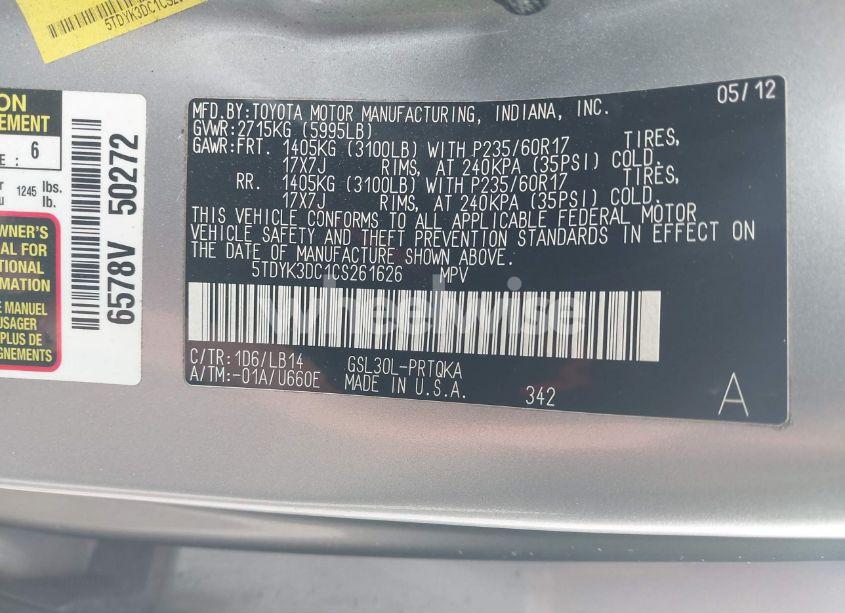 5TDYK3DC1CS2
ON
EMENT
E : 6
1245 lbs.
lb.
WNER'S
AL FOR
TIONAL
RMATION
E MANUEL
USAGER
PLUS DE
GNEMENTS
6578V 50272
05/12
MFD.BY:TOYOTA MOTOR MANUFACTURING, INDIANA, INC.
GVWR:2715KG (5995LB)
GAWR:FRT. 1405KG (3100LB) WITH P235/60R17 TIRES,
17X7J RIMS, AT 240KPA (35PSI) COLD.
RR. 1405KG (3100LB) WITH P235/60R17 TIRES,
17X7J RIMS, AT 240KPA (35PSI) COLD.
THIS VEHICLE CONFORMS TO ALL APPLICABLE FEDERAL MOTOR
VEHICLE SAFETY AND THEFT PREVENTION STANDARDS IN EFFECT ON
THE DATE OF MANUFACTURE SHOWN ABOVE.
5TDYK3DC1CS261626 MPV
wheelwise
C/TR:1D6/LB14 GSL30L-PRTQKA
A/TM:-01A/U660E MADE IN U.S.A.
342
A